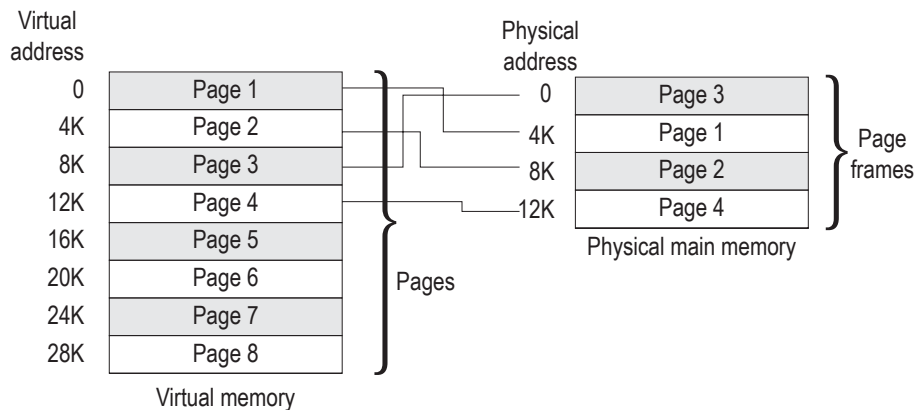 Virtual
address
0
4K
8K
12K
16K
20K
24K
28K
Page 1
Page 2
Page 3
Page 4
Page 5
Page 6
Page 7
Page 8
Virtual memory
Pages
Physical
address
0
4K
8K
12K
Page 3
Page 1
Page 2
Page 4
Physical main memory
Page
frames